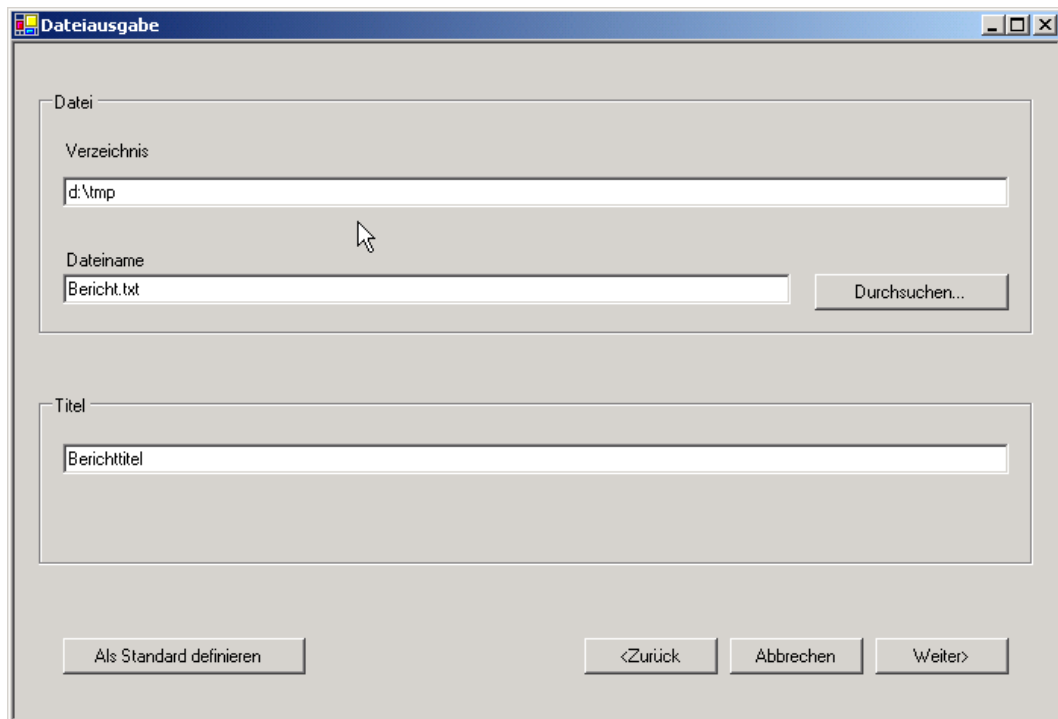 Dateiausgabe
Datei
Verzeichnis
d:\tmp
Dateiname
Bericht.txt
Durchsuchen...
Titel
Berichttitel
Als Standard definieren
<Zurück
Abbrechen
Weiter>